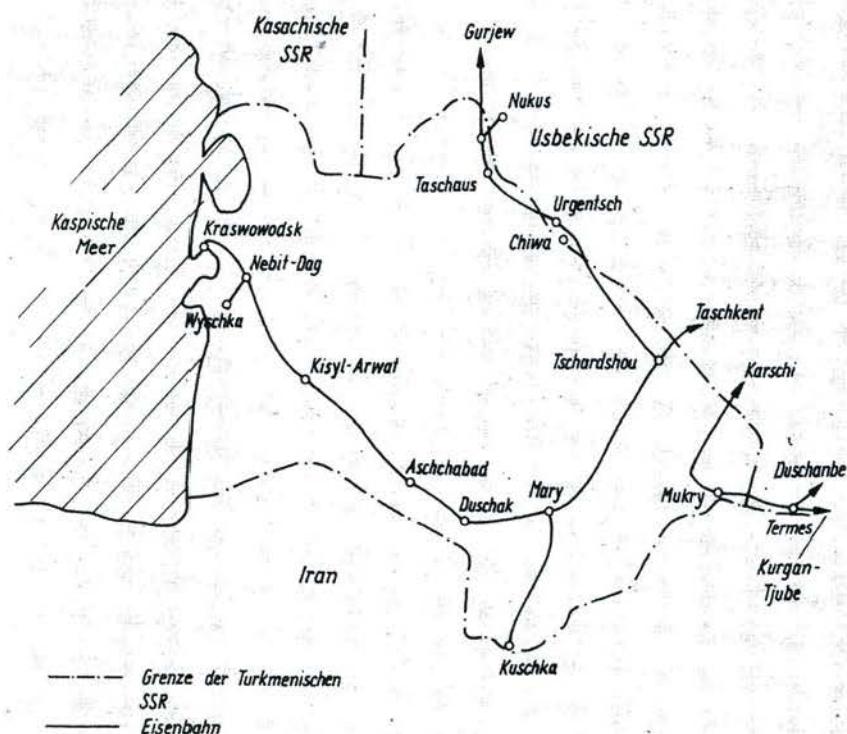 Kasachische
SSR
Gurjew
Nukus
Usbekische SSR
Taschaus
Urgentsch
Chiwa
Kaspische
Meer
Kraswowodsk
Nebit-Dag
Wyschka
Taschkent
Kisyl-Arwat
Tschardshou
Karschi
Aschchabad
Duschak
Mary
Mukry
Duschanbe
Termes
Kurgan-
Tjube
Iran
Kuschka
Grenze der Turkmenischen
SSR
Eisenbahn